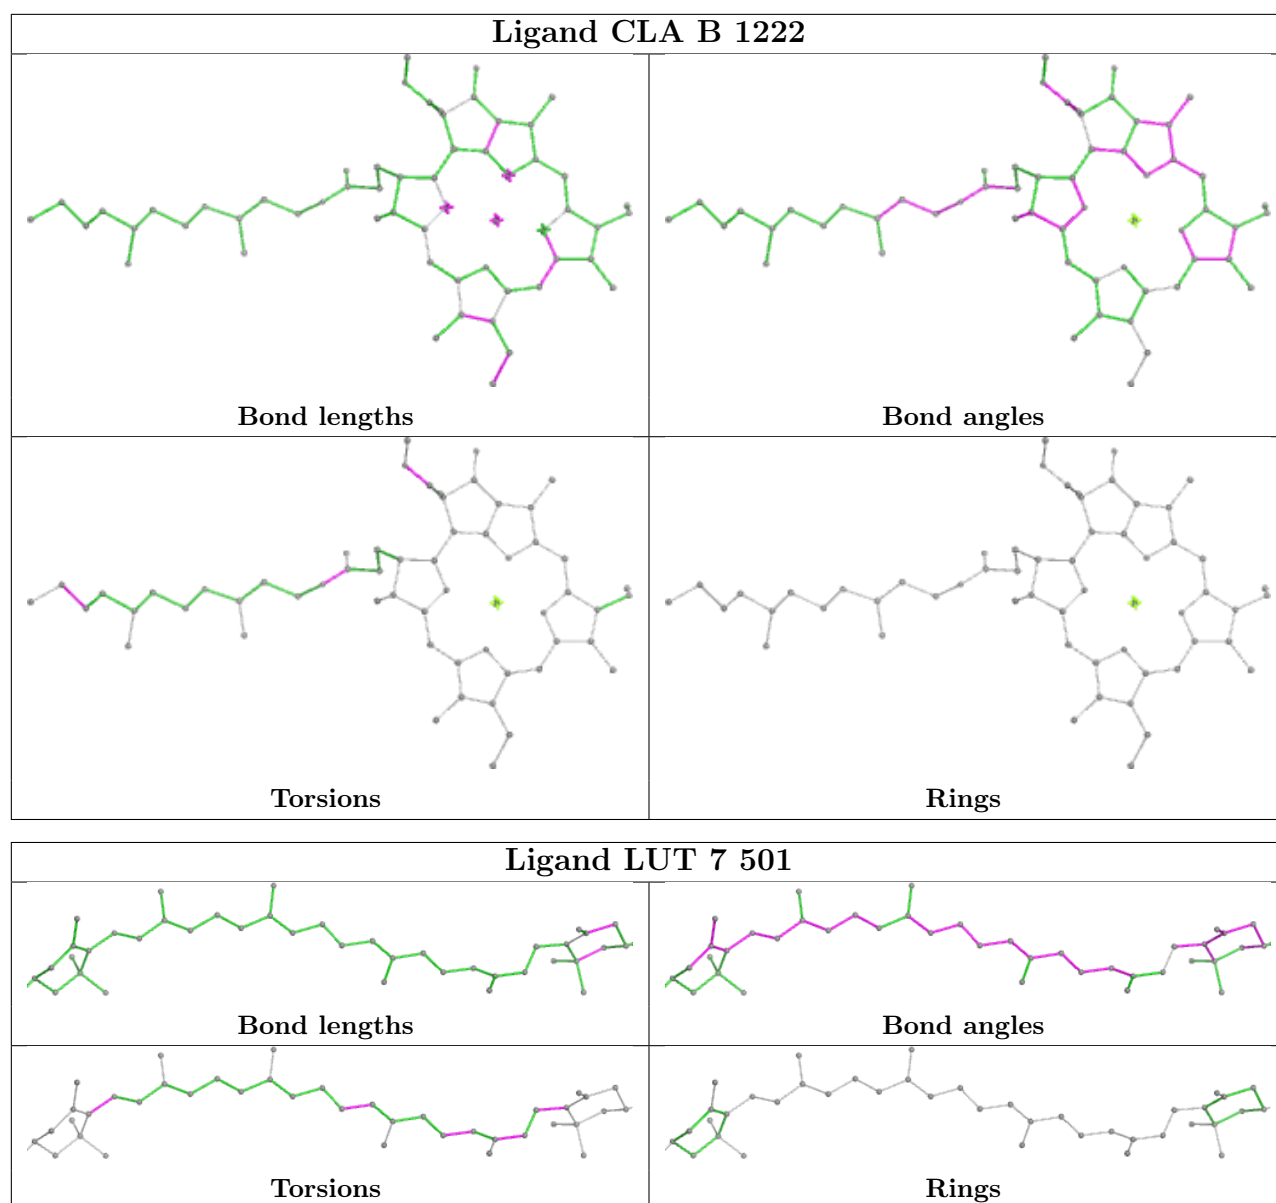 Ligand CLA B 1222
Bond lengths
Bond angles
Torsions
Rings
Ligand LUT 7 501
Bond lengths
Bond angles
Torsions
Rings